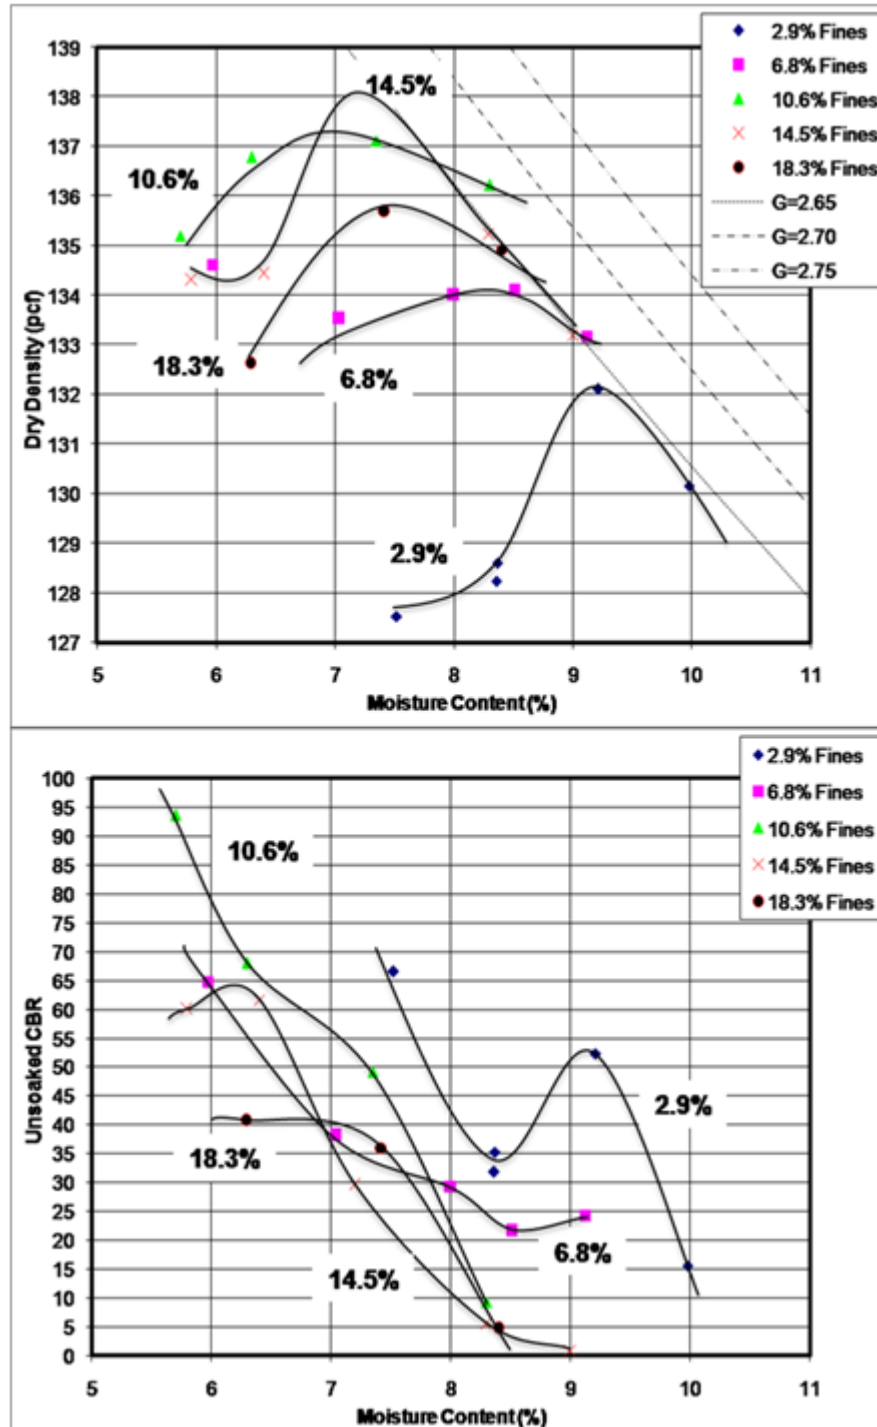 2.9% Fines
6.8% Fines
10.6% Fines
14.5% Fines
18.3% Fines
G=2.65
G=2.70
G=2.75
139
138
137
136
135
134
133
132
131
130
129
128
127
Dry Density (pcf)
14.5%
10.6%
18.3%
6.8%
2.9%
5 6 7 8 9 10 11
Moisture Content (%)
2.9% Fines
6.8% Fines
10.6% Fines
14.5% Fines
18.3% Fines
100
95
90
85
80
75
70
65
60
55
50
45
40
35
30
25
20
15
10
5
0
Unsoaked CBR
10.6%
2.9%
18.3%
6.8%
14.5%
5 6 7 8 9 10 11
Moisture Content (%)